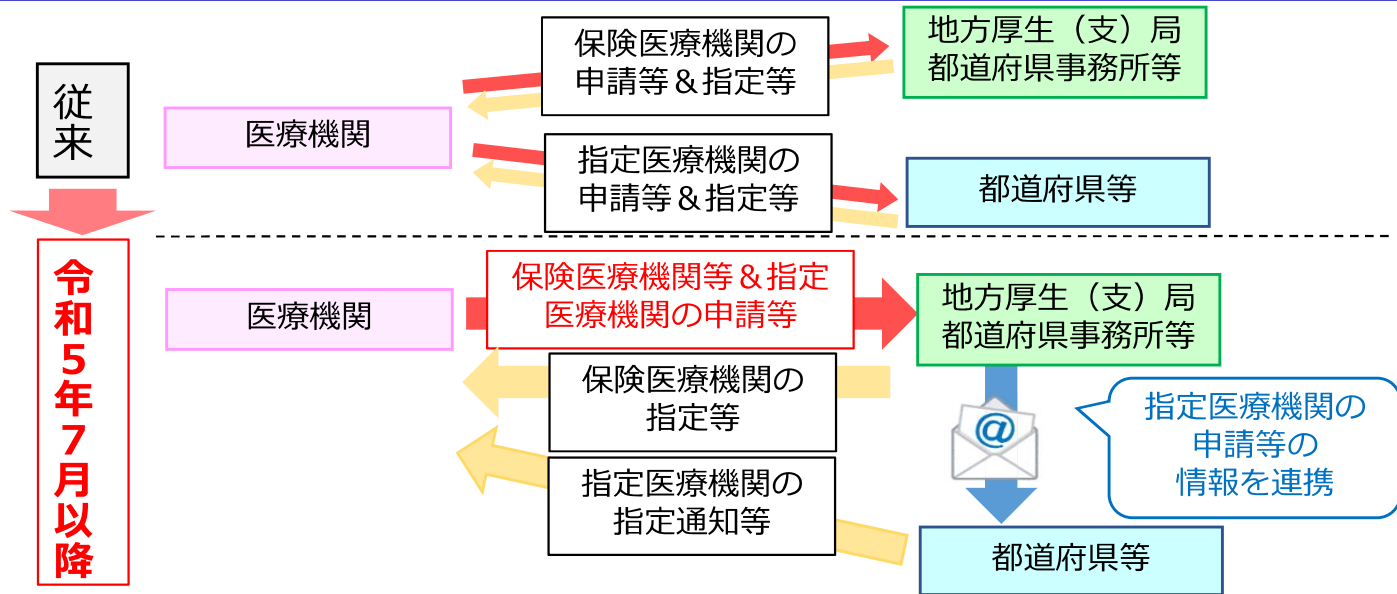 従来
医療機関
保険医療機関の
申請等＆指定等
地方厚生（支）局
都道府県事務所等
指定医療機関の
申請等＆指定等
都道府県等
令和５年７月以降
医療機関
保険医療機関等＆指定
医療機関の申請等
地方厚生（支）局
都道府県事務所等
保険医療機関の
指定等
@
指定医療機関の
申請等の
情報を連携
指定医療機関の
指定通知等
都道府県等